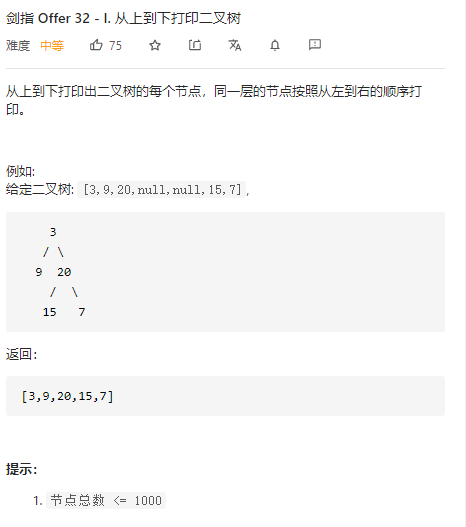 剑指 Offer 32 - I. 从上到下打印二叉树
难度 中等 75
从上到下打印出二叉树的每个节点，同一层的节点按照从左到右的顺序打
印。
例如:
给定二叉树: [3,9,20,null,null,15,7],
3
/ \
9 20
/ \
15 7
返回：
[3,9,20,15,7]
提示：
1. 节点总数 <= 1000